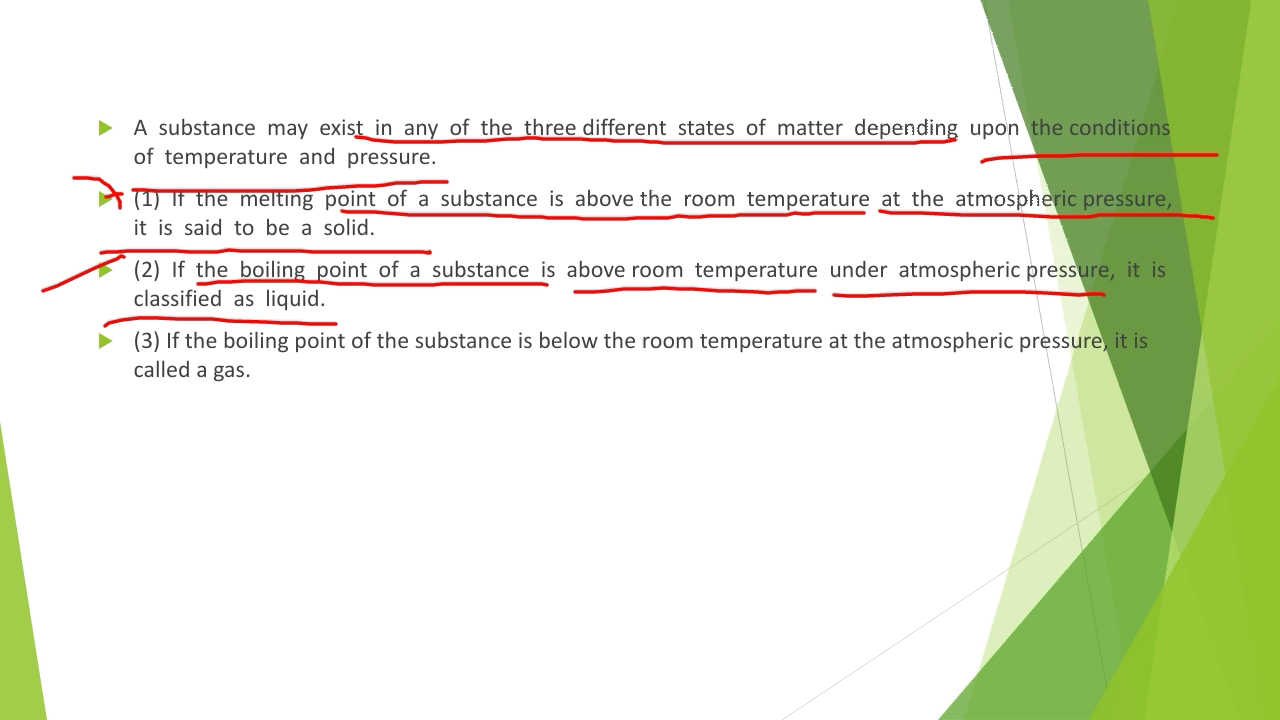 A substance may exist in any of the three different states of matter depending upon the conditions
of temperature and pressure.
(1) If the melting point of a substance is above the room temperature at the atmospheric pressure,
it is said to be a solid.
(2) If the boiling point of a substance is above room temperature under atmospheric pressure, it is
classified as liquid.
(3) If the boiling point of the substance is below the room temperature at the atmospheric pressure, it is
called a gas.